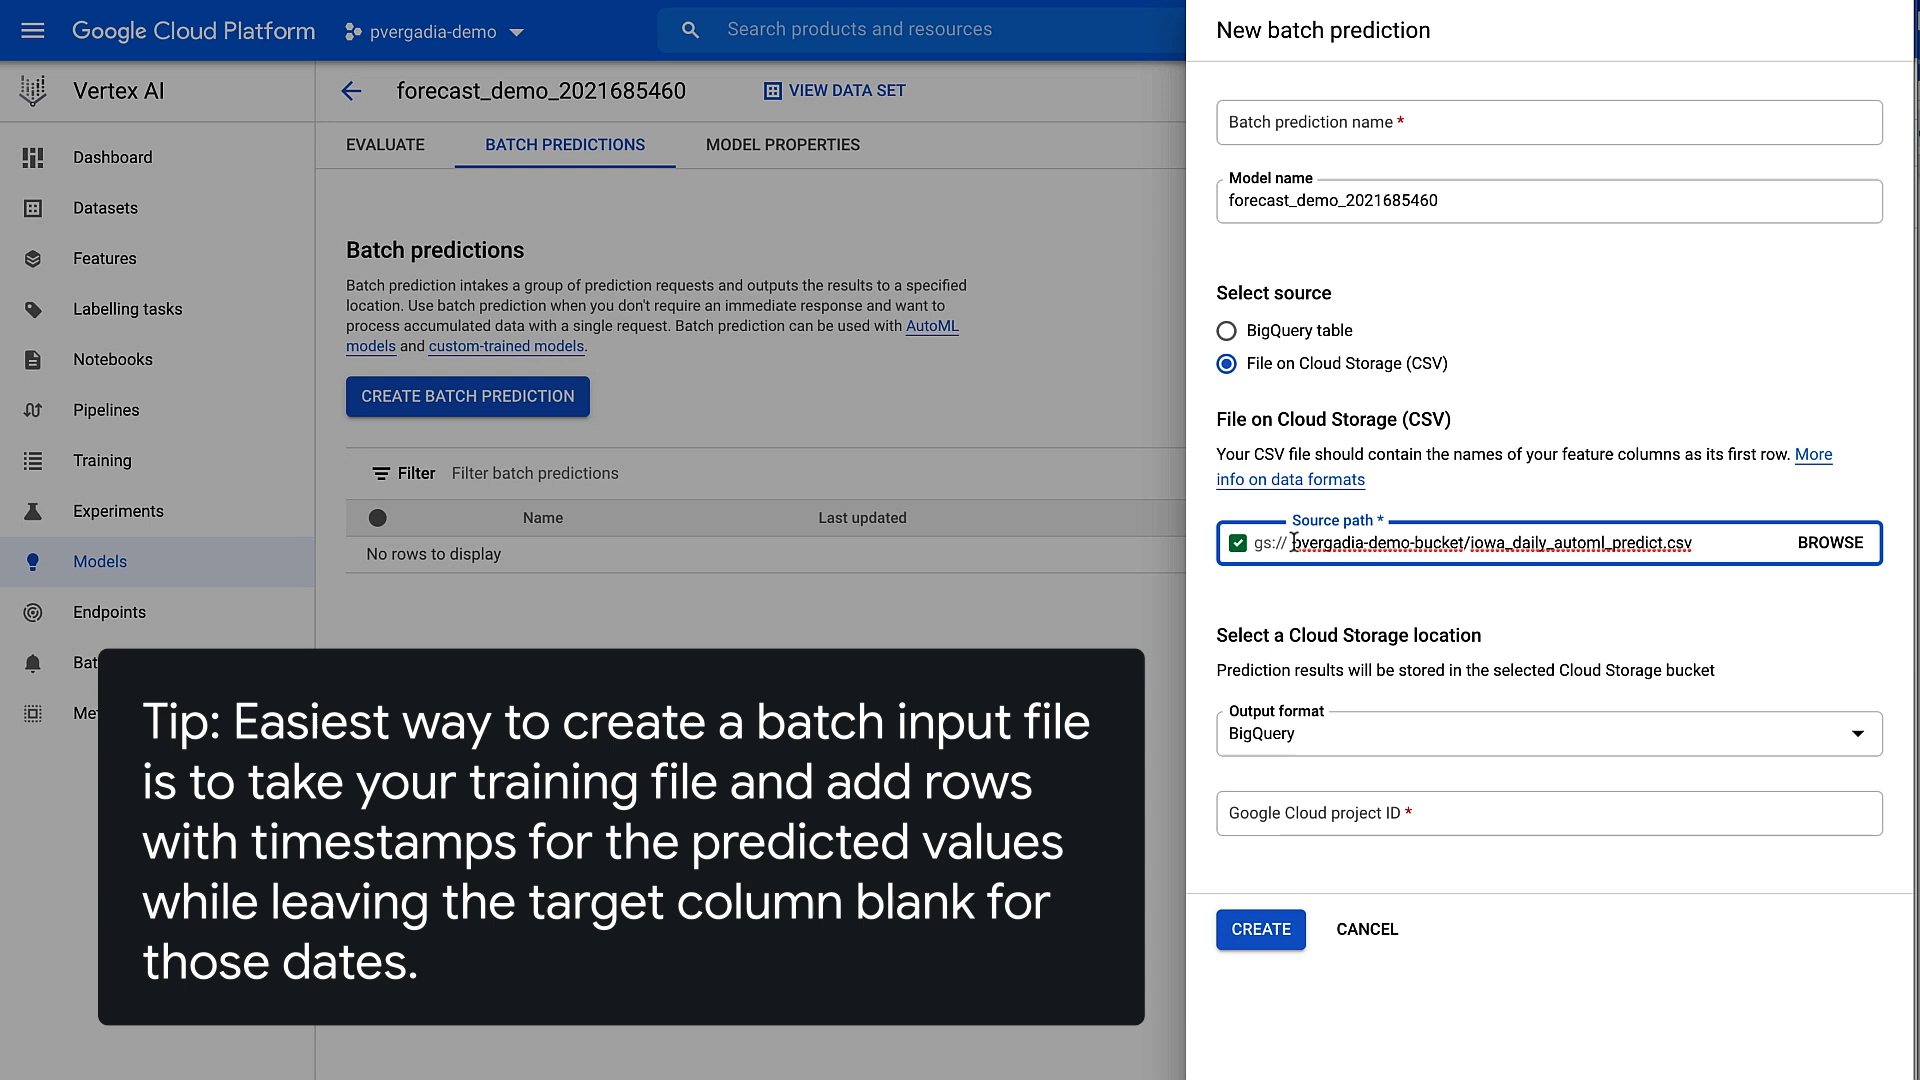 Google Cloud Platform
pvergadia-demo
Search products and resources
Vertex AI
Dashboard
Datasets
Features
Labelling tasks
Notebooks
Pipelines
Training
Experiments
Models
Endpoints
Bat
Me
forecast_demo_2021685460
VIEW DATA SET
EVALUATE
BATCH PREDICTIONS
MODEL PROPERTIES
Batch predictions
Batch prediction intakes a group of prediction requests and outputs the results to a specified
location. Use batch prediction when you don't require an immediate response and want to
process accumulated data with a single request. Batch prediction can be used with AutoML
models and custom-trained models.
CREATE BATCH PREDICTION
Filter Filter batch predictions
Name Last updated
No rows to display
Tip: Easiest way to create a batch input file
is to take your training file and add rows
with timestamps for the predicted values
while leaving the target column blank for
those dates.
New batch prediction
Batch prediction name *
Model name
forecast_demo_2021685460
Select source
BigQuery table
File on Cloud Storage (CSV)
File on Cloud Storage (CSV)
Your CSV file should contain the names of your feature columns as its first row. More
info on data formats
Source path *
gs:// pvergadia-demo-bucket/iowa_daily_automl_predict.csv BROWSE
Select a Cloud Storage location
Prediction results will be stored in the selected Cloud Storage bucket
Output format
BigQuery
Google Cloud project ID *
CREATE CANCEL